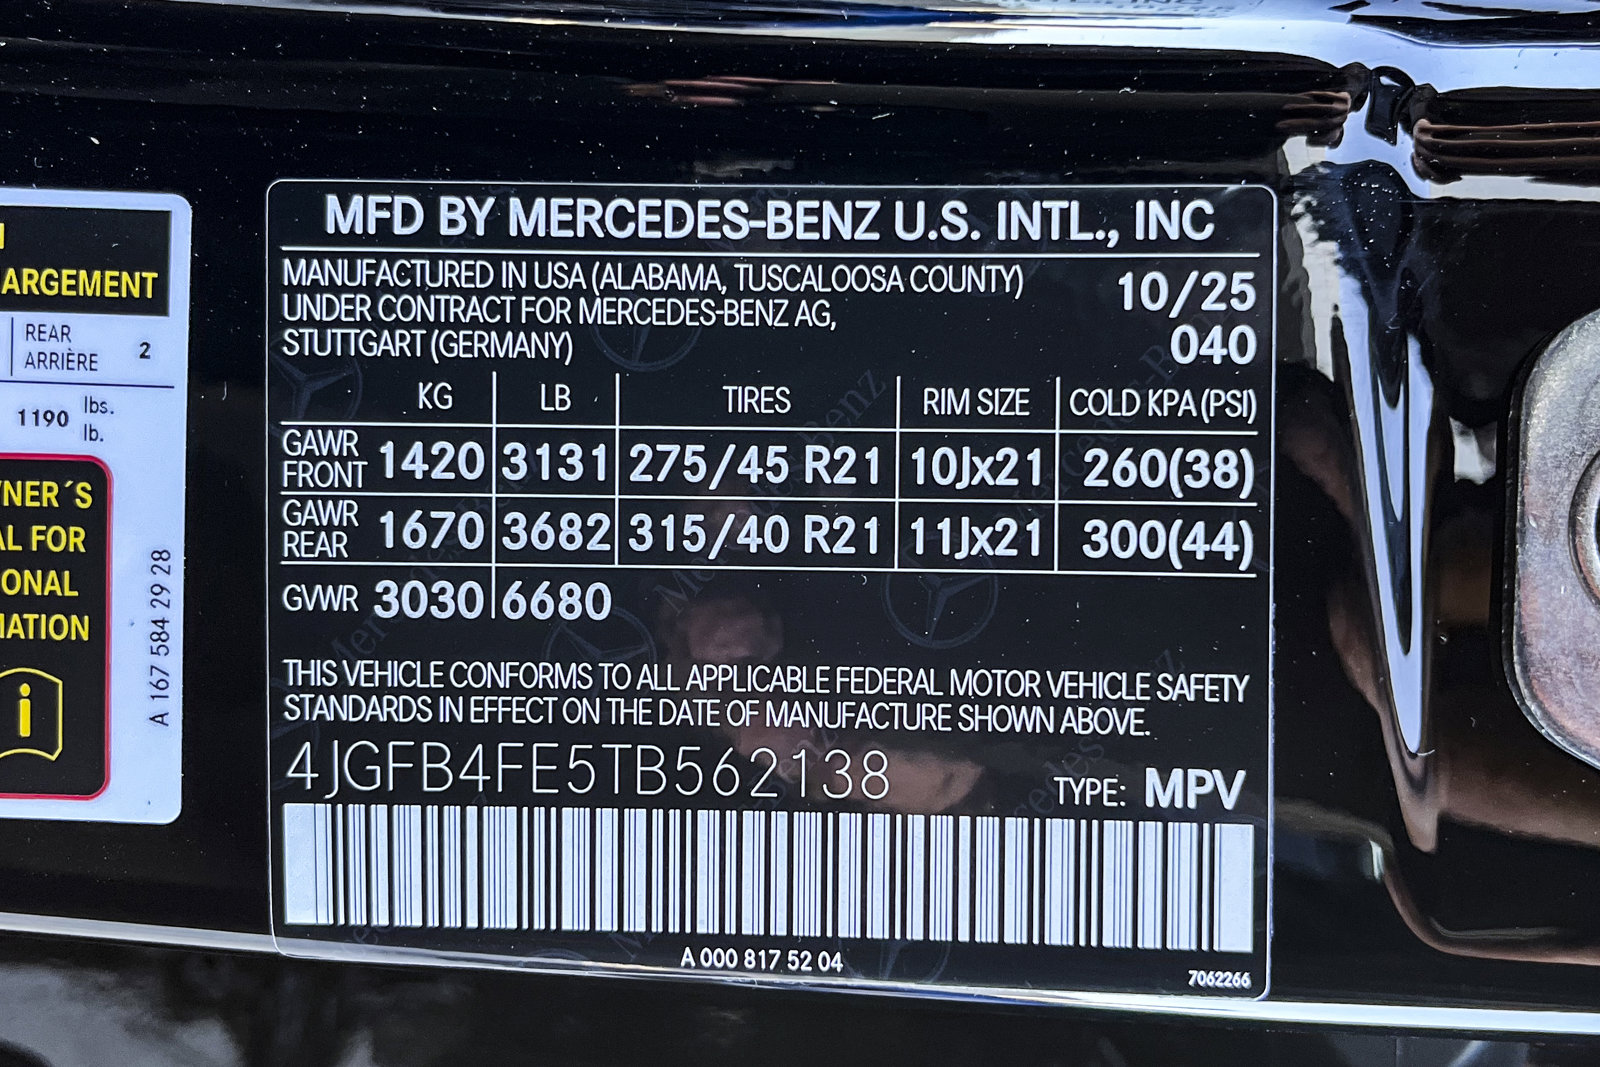 ARGEMENT
REAR
ARRIÈRE 2
1190 lbs.
lb.
NER´S
AL FOR
ONAL
MATION
i
A 167 584 29 28
MFD BY MERCEDES-BENZ U.S. INTL., INC
MANUFACTURED IN USA (ALABAMA, TUSCALOOSA COUNTY) 10/25
UNDER CONTRACT FOR MERCEDES-BENZ AG,
STUTTGART (GERMANY) 040
KG LB TIRES RIM SIZE COLD KPA (PSI)
GAWR FRONT 1420 3131 275/45 R21 10Jx21 260(38)
GAWR REAR 1670 3682 315/40 R21 11Jx21 300(44)
GVWR 3030 6680
THIS VEHICLE CONFORMS TO ALL APPLICABLE FEDERAL MOTOR VEHICLE SAFETY
STANDARDS IN EFFECT ON THE DATE OF MANUFACTURE SHOWN ABOVE.
4JGFB4FE5TB562138 TYPE: MPV
A 000 817 52 04
7062266